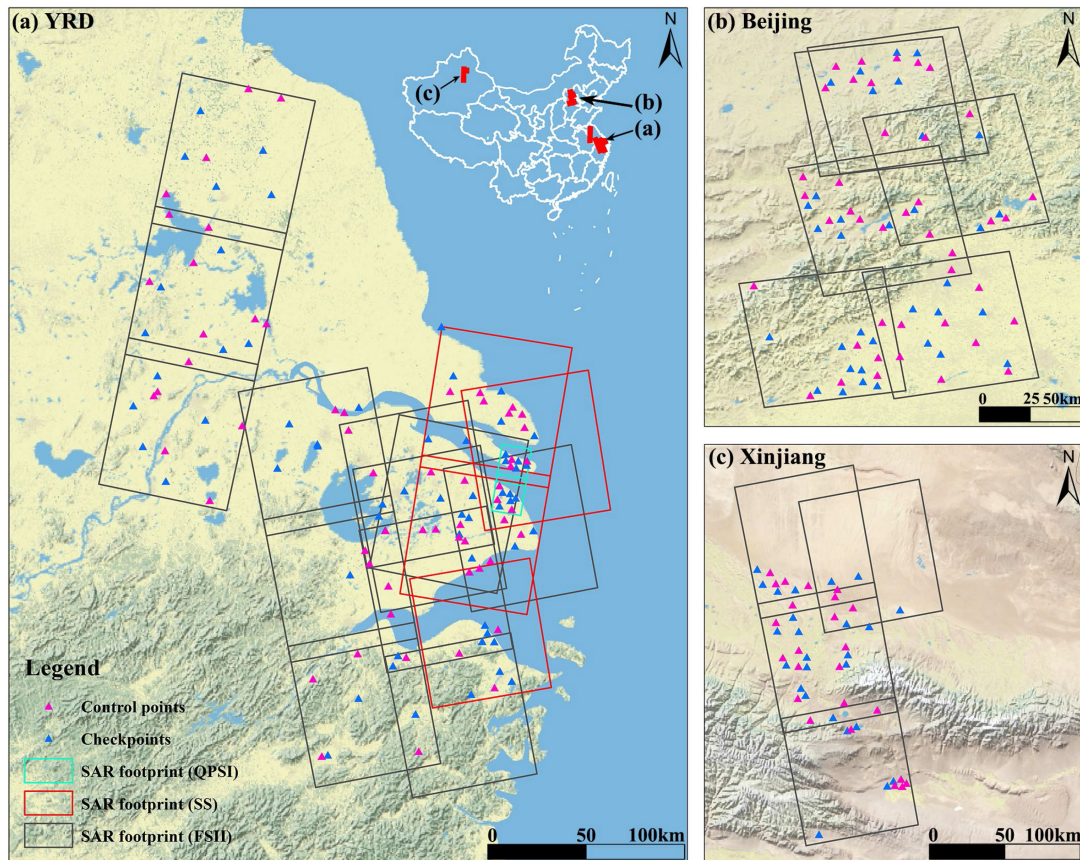 (a) YRD
N
(c)
(b)
(a)
Legend
Control points
Checkpoints
SAR footprint (QPSI)
SAR footprint (SS)
SAR footprint (FSII)
0 50 100km
(b) Beijing
N
0 25 50km
(c) Xinjiang
N
0 50 100km